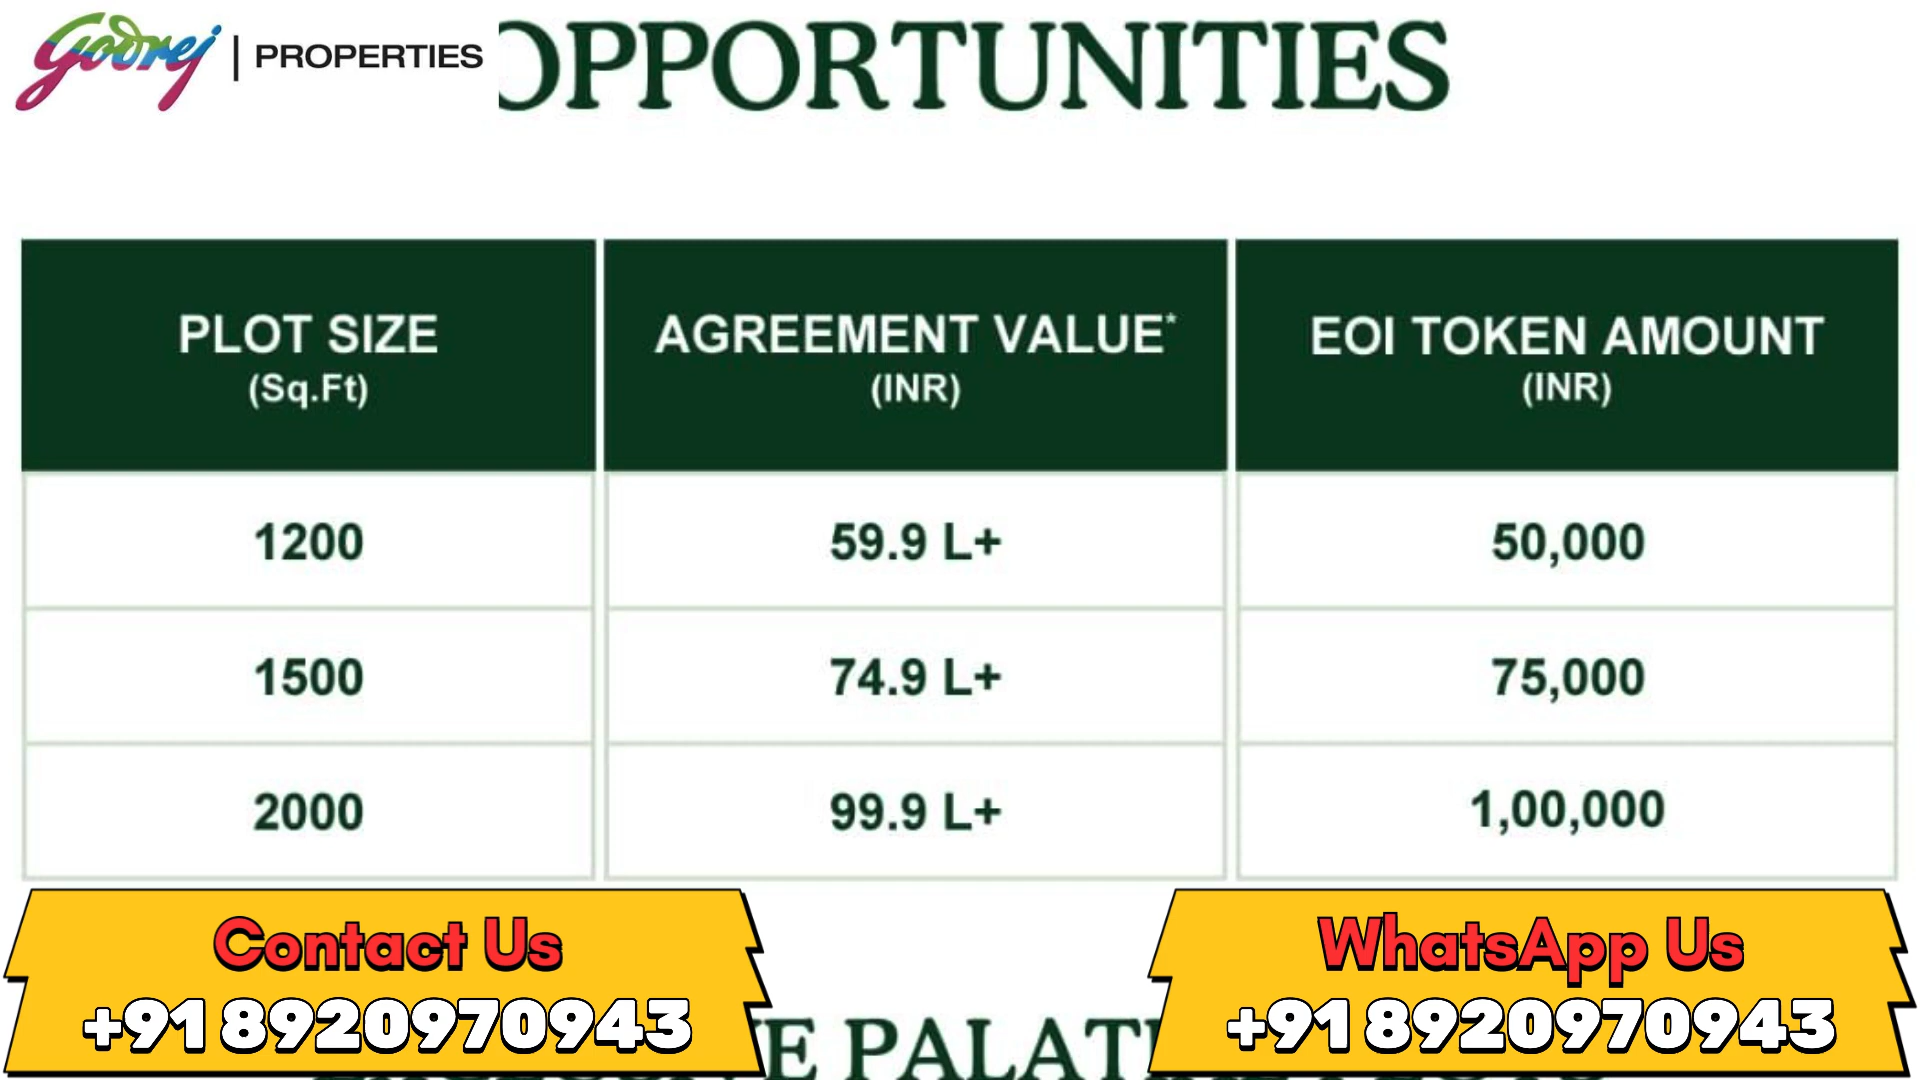 Godrej | PROPERTIES
OPPORTUNITIES
PLOT SIZE
(Sq.Ft)
AGREEMENT VALUE*
(INR)
EOI TOKEN AMOUNT
(INR)
1200
59.9 L+
50,000
1500
74.9 L+
75,000
2000
99.9 L+
1,00,000
Contact Us
+91 8920970943
WhatsApp Us
+91 8920970943